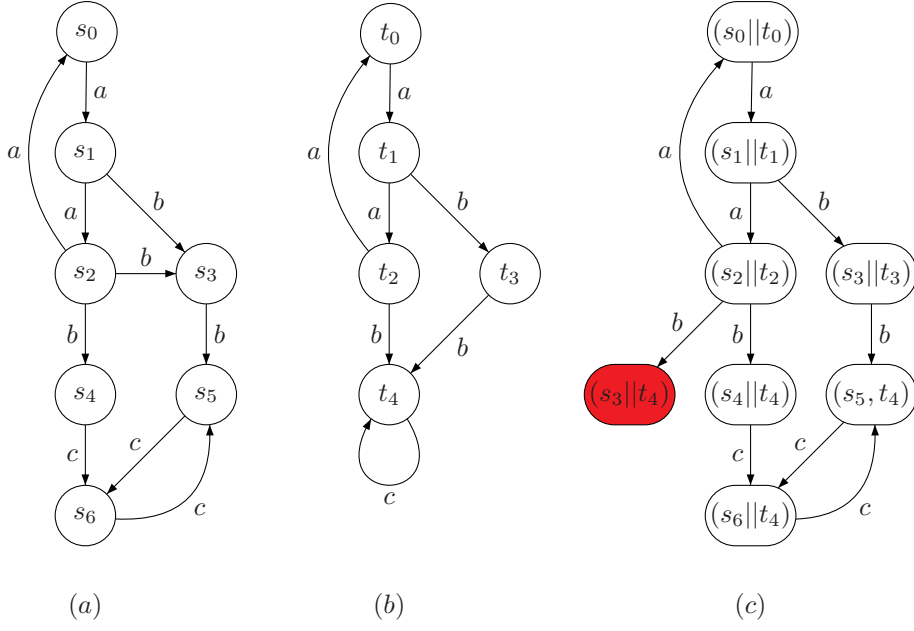 s0 t0 (s0||t0)
a a a
s1 t1 (s1||t1)
a a a
a b a b a b
s2 b s3 t2 t3 (s2||t2) (s3||t3)
b b b b b b b
s4 s5 t4 (s3||t4) (s4||t4) (s5, t4)
c c c c
s6 c c (s6||t4) c
(a) (b) (c)